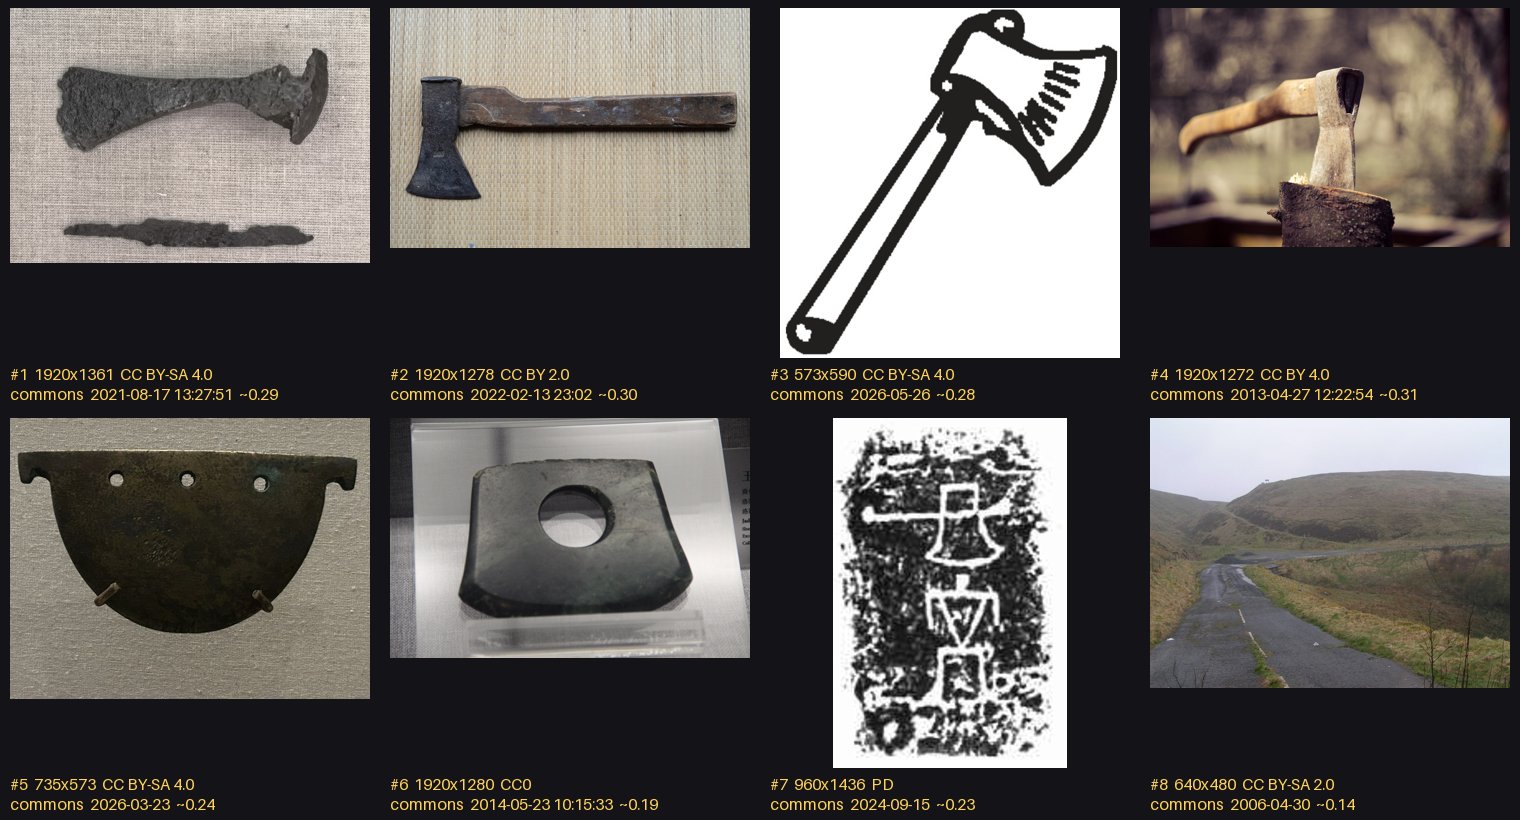 #1 1920x1361 CC BY-SA 4.0
commons 2021-08-17 13:27:51 ~0.29
#2 1920x1278 CC BY 2.0
commons 2022-02-13 23:02 ~0.30
#3 573x590 CC BY-SA 4.0
commons 2026-05-26 ~0.28
#4 1920x1272 CC BY 4.0
commons 2013-04-27 12:22:54 ~0.31
#5 735x573 CC BY-SA 4.0
commons 2026-03-23 ~0.24
#6 1920x1280 CC0
commons 2014-05-23 10:15:33 ~0.19
#7 960x1436 PD
commons 2024-09-15 ~0.23
#8 640x480 CC BY-SA 2.0
commons 2006-04-30 ~0.14